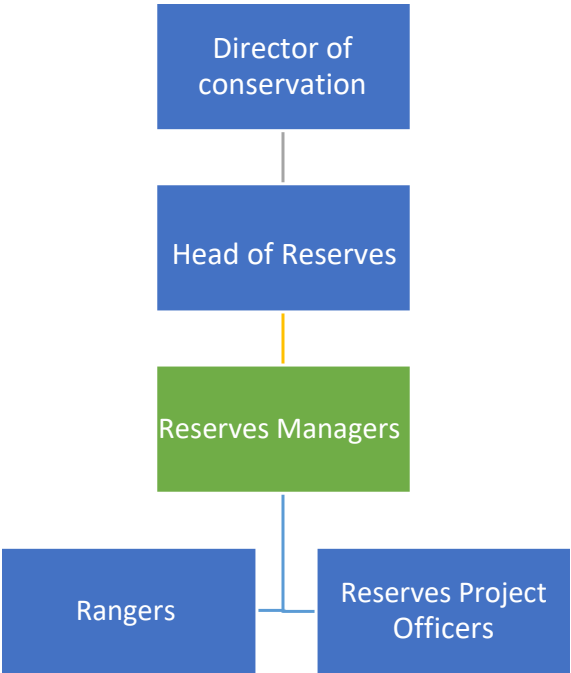 Director of
conservation
Head of Reserves
Reserves Managers
Rangers
Reserves Project
Officers